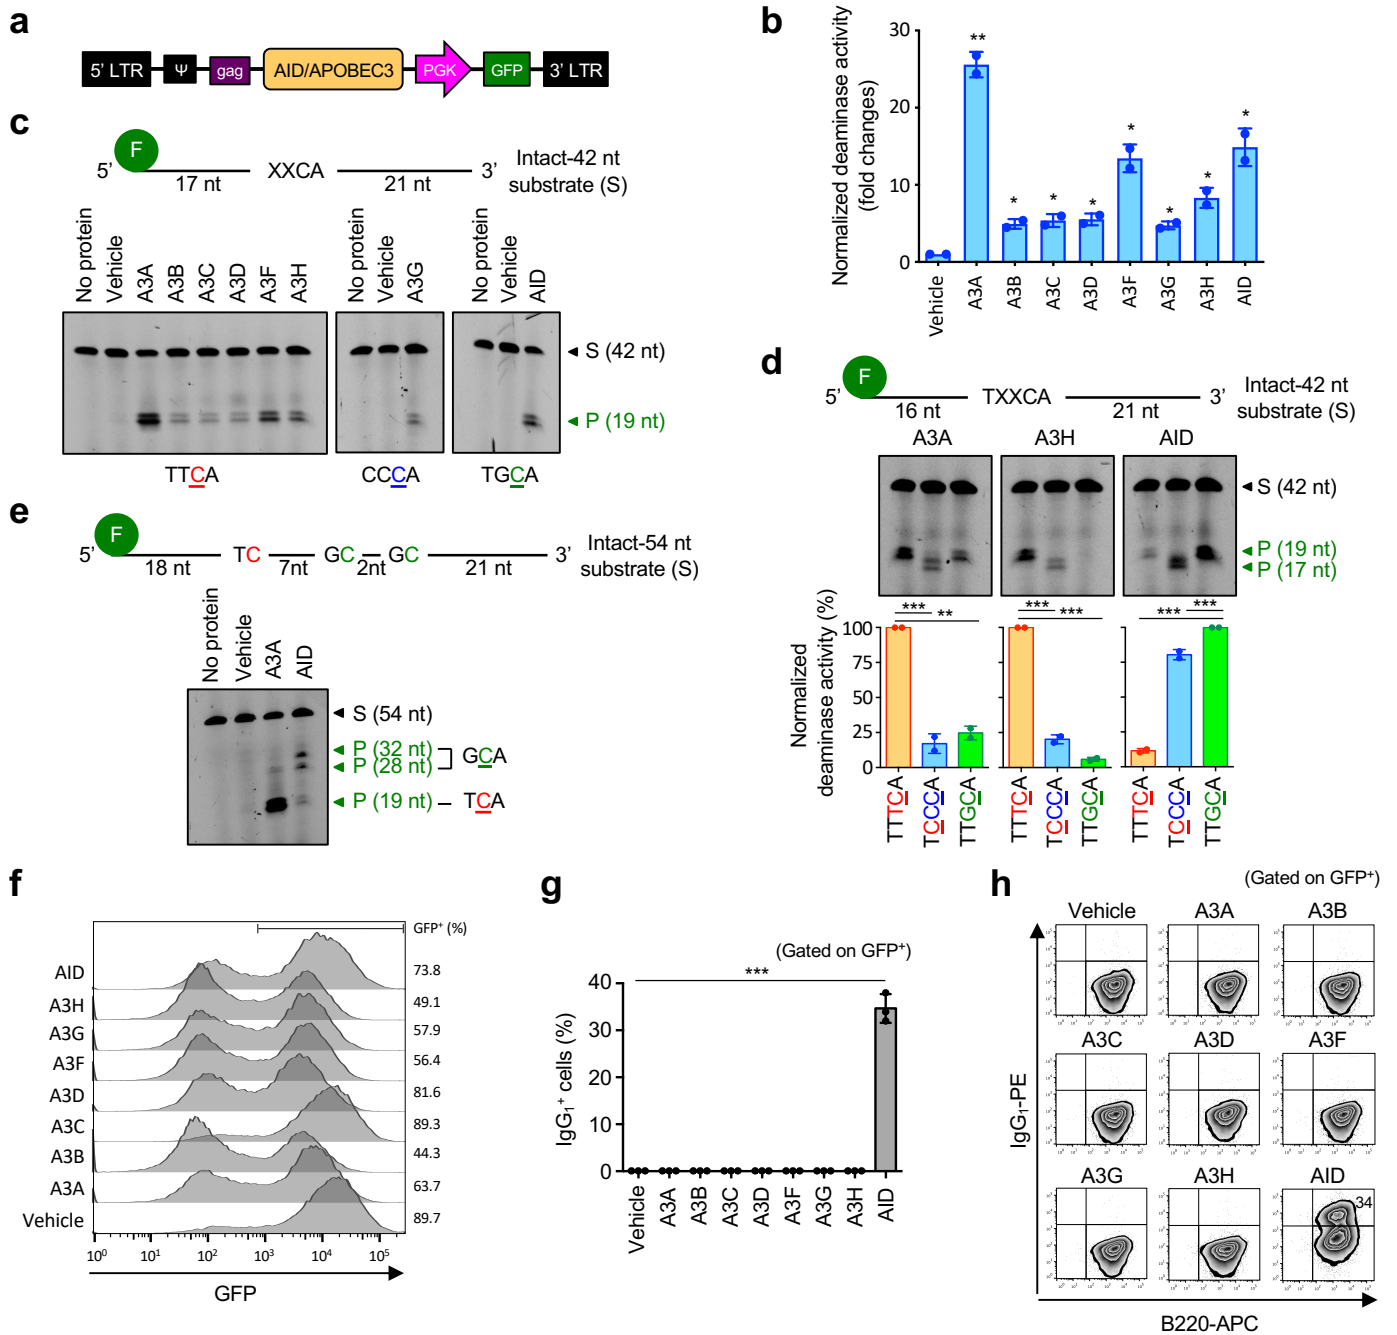 a
5’ LTR
Ψ
gag
AID/APOBEC3
PGK
GFP
3’ LTR
b
Normalized deaminase activity
(fold changes)
30
20
10
0
**
*
*
*
*
*
*
*
Vehicle
A3A
A3B
A3C
A3D
A3F
A3G
A3H
AID
c
F
5’
17 nt
XXCA
21 nt
3’
Intact-42 nt
substrate (S)
No protein
Vehicle
A3A
A3B
A3C
A3D
A3F
A3H
No protein
Vehicle
A3G
No protein
Vehicle
AID
S (42 nt)
P (19 nt)
TTCA
CCCA
TGCA
d
F
5’
16 nt
TXXCA
21 nt
3’
Intact-42 nt
substrate (S)
A3A
A3H
AID
S (42 nt)
P (19 nt)
P (17 nt)
Normalized
deaminase activity (%)
100
75
50
25
0
***
**
***
***
***
***
TTTCA
TCCCA
TTGCA
TTTCA
TCCCA
TTGCA
TTTCA
TCCCA
TTGCA
e
F
5’
18 nt
TC
7nt
GC
2nt
GC
21 nt
3’
Intact-54 nt
substrate (S)
No protein
Vehicle
A3A
AID
S (54 nt)
P (32 nt)
P (28 nt)
GCA
P (19 nt)
TCA
f
GFP⁺ (%)
AID
73.8
A3H
49.1
A3G
57.9
A3F
56.4
A3D
81.6
A3C
89.3
A3B
44.3
A3A
63.7
Vehicle
89.7
10⁰
10¹
10²
10³
10⁴
10⁵
GFP
g
(Gated on GFP⁺)
***
IgG₁⁺ cells (%)
40
30
20
10
0
Vehicle
A3A
A3B
A3C
A3D
A3F
A3G
A3H
AID
h
(Gated on GFP⁺)
Vehicle
A3A
A3B
A3C
A3D
A3F
A3G
A3H
AID
34
IgG₁-PE
B220-APC